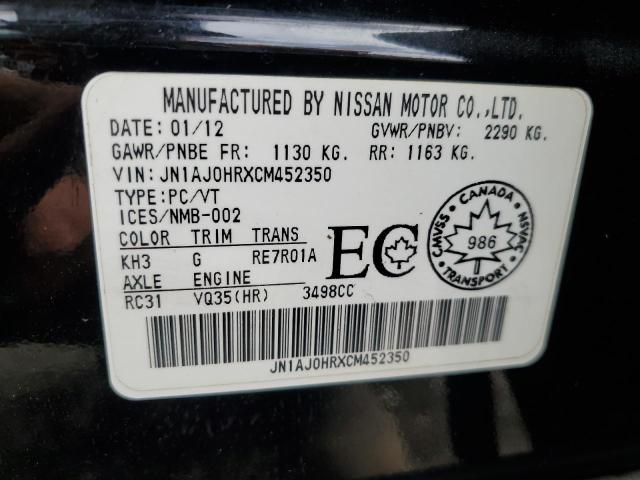 MANUFACTURED BY NISSAN MOTOR CO.,LTD.
DATE: 01/12 GVWR/PNBV: 2290 KG.
GAWR/PNBE FR: 1130 KG. RR: 1163 KG.
VIN: JN1AJ0HRXCM452350
TYPE: PC/VT
ICES/NMB-002
COLOR TRIM TRANS
KH3 G RE7R01A
AXLE ENGINE
RC31 VQ35(HR) 3498CC
EC
CANADA
CMVSS 986 NSVAC
TRANSPORT
JN1AJ0HRXCM452350